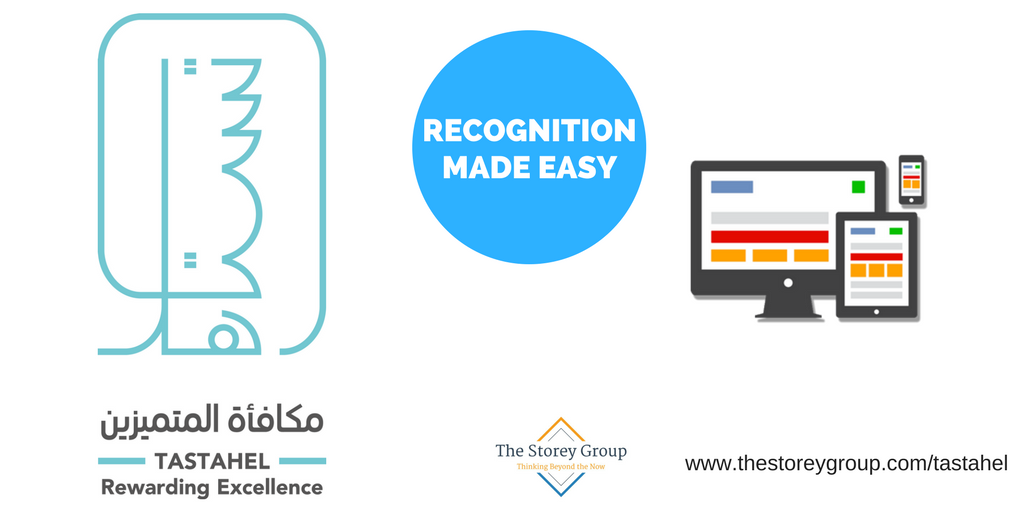 RECOGNITION
MADE EASY
مكافأة المتميزين
TASTAHEL
Rewarding Excellence
The Storey Group
Thinking Beyond the Now
www.thestoreygroup.com/tastahel